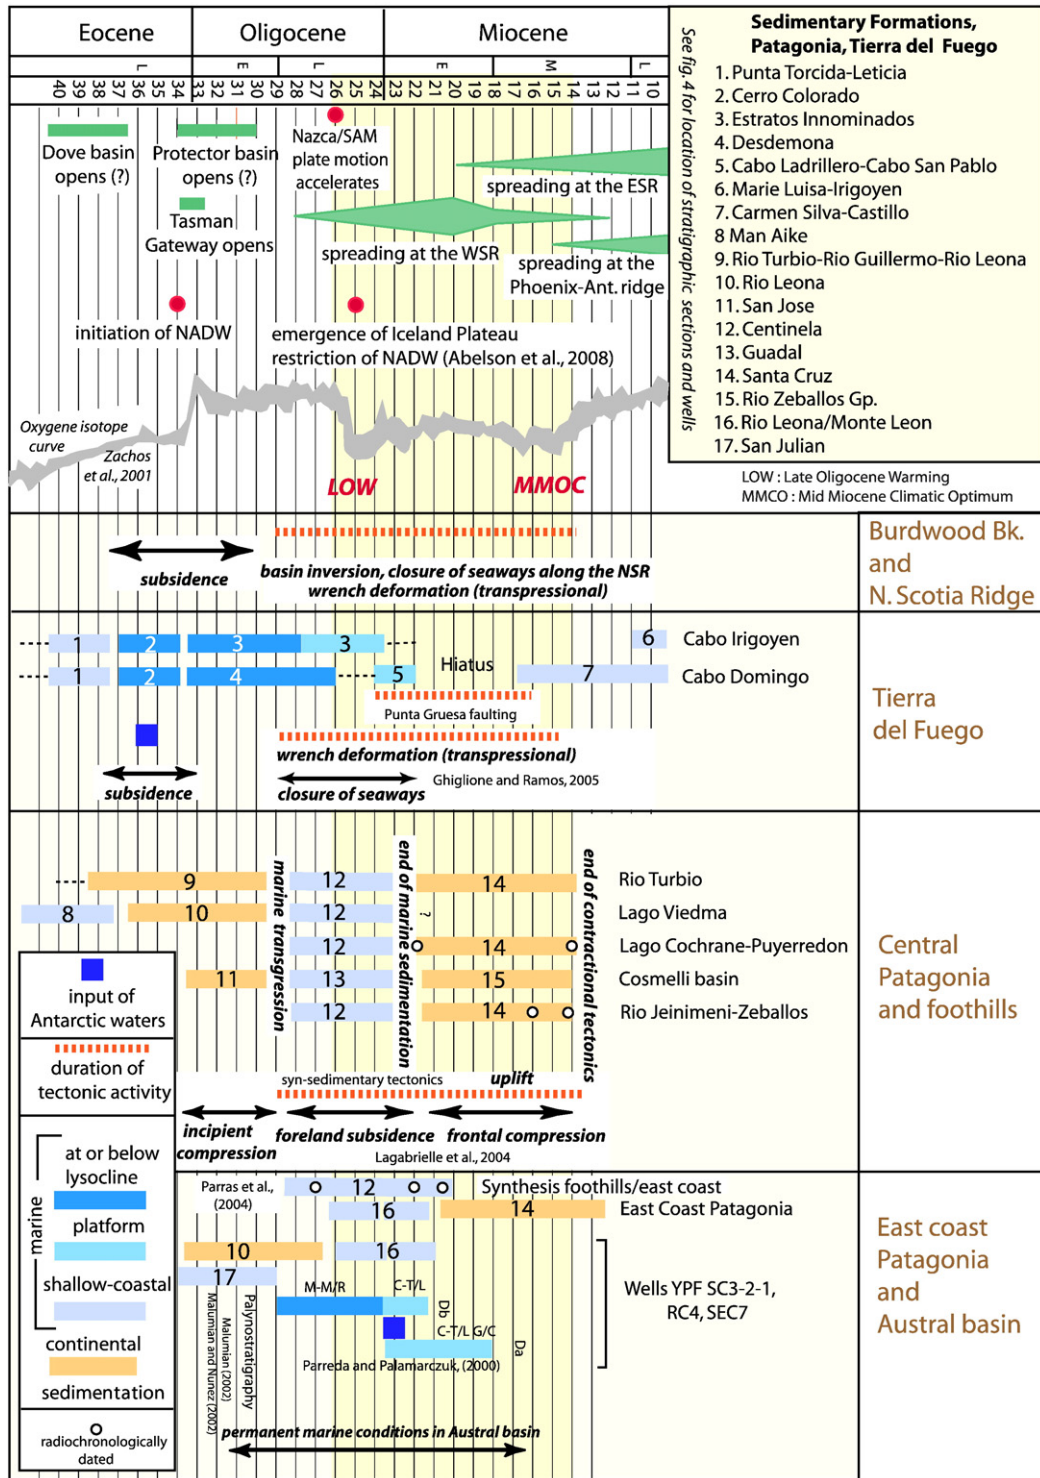 Eocene
Oligocene
Miocene
L
E
L
E
M
L
40 39 38 37 36 35 34 33 32 31 30 29 28 27 26 25 24 23 22 21 20 19 18 17 16 15 14 13 12 11 10
See fig. 4 for location of stratigraphic sections and wells
Sedimentary Formations,
Patagonia, Tierra del Fuego
1. Punta Torcida-Leticia
2. Cerro Colorado
3. Estratos Innominados
4. Desdemona
5. Cabo Ladrillero-Cabo San Pablo
6. Marie Luisa-Irigoyen
7. Carmen Silva-Castillo
8 Man Aike
9. Rio Turbio-Rio Guillermo-Rio Leona
10. Rio Leona
11. San Jose
12. Centinela
13. Guadal
14. Santa Cruz
15. Rio Zeballos Gp.
16. Rio Leona/Monte Leon
17. San Julian
LOW : Late Oligocene Warming
MMCO : Mid Miocene Climatic Optimum
Dove basin
opens (?)
Protector basin
opens (?)
Tasman
Gateway opens
Nazca/SAM
plate motion
accelerates
spreading at the ESR
spreading at the WSR
spreading at the
Phoenix-Ant. ridge
initiation of NADW
emergence of Iceland Plateau
restriction of NADW (Abelson et al., 2008)
Oxygene isotope
curve
Zachos
et al., 2001
LOW
MMOC
subsidence
basin inversion, closure of seaways along the NSR
wrench deformation (transpressional)
Burdwood Bk.
and
N. Scotia Ridge
1
2
3
3
6
Cabo Irigoyen
Hiatus
1
2
4
5
7
Cabo Domingo
Punta Gruesa faulting
wrench deformation (transpressional)
Ghiglione and Ramos, 2005
subsidence
closure of seaways
Tierra
del Fuego
marine transgression
end of marine sedimentation
end of contractional tectonics
9
12
14
Rio Turbio
8
10
12
?
Lago Viedma
12
14
Lago Cochrane-Puyerredon
11
13
15
Cosmelli basin
12
14
Rio Jeinimeni-Zeballos
syn-sedimentary tectonics
uplift
incipient
compression
foreland subsidence
frontal compression
Lagabrielle et al., 2004
Central
Patagonia
and foothills
input of
Antarctic waters
duration of
tectonic activity
marine
at or below
lysocline
platform
shallow-coastal
continental
sedimentation
radiochronologically
dated
Parras et al.,
(2004)
12
Synthesis foothills/east coast
16
14
East Coast Patagonia
10
16
17
M-M/R
C-T/L
Db
C-T/L G/C
Da
Parreda and Palamarczuk, (2000)
Wells YPF SC3-2-1,
RC4, SEC7
Palynostratigraphy
Malumian (2002)
Malumian and Nunez (2002)
permanent marine conditions in Austral basin
East coast
Patagonia
and
Austral basin